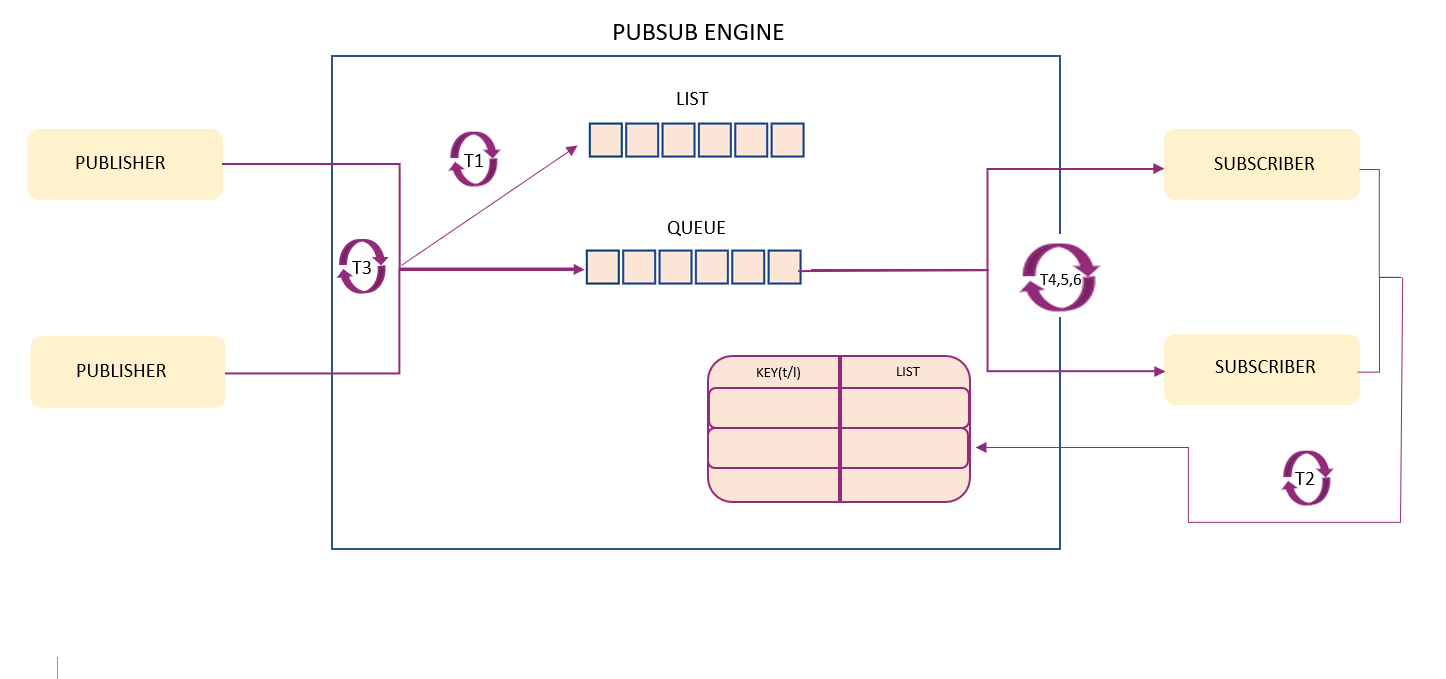 PUBSUB ENGINE
LIST
PUBLISHER
T1
SUBSCRIBER
QUEUE
T3
T4,5,6
PUBLISHER
SUBSCRIBER
KEY(t/l)
LIST
T2